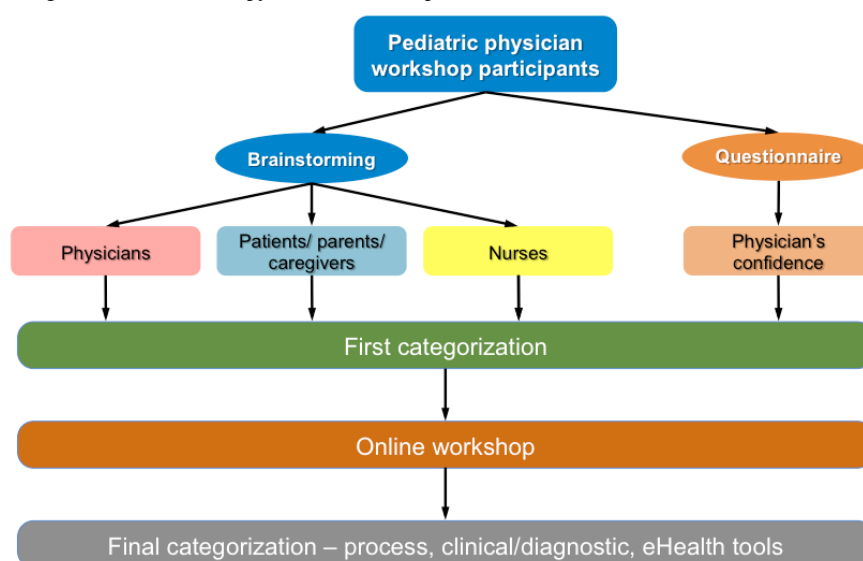 Pediatric physician
workshop participants
Brainstorming
Questionnaire
Physicians
Patients/ parents/
caregivers
Nurses
Physician's
confidence
First categorization
Online workshop
Final categorization – process, clinical/diagnostic, eHealth tools